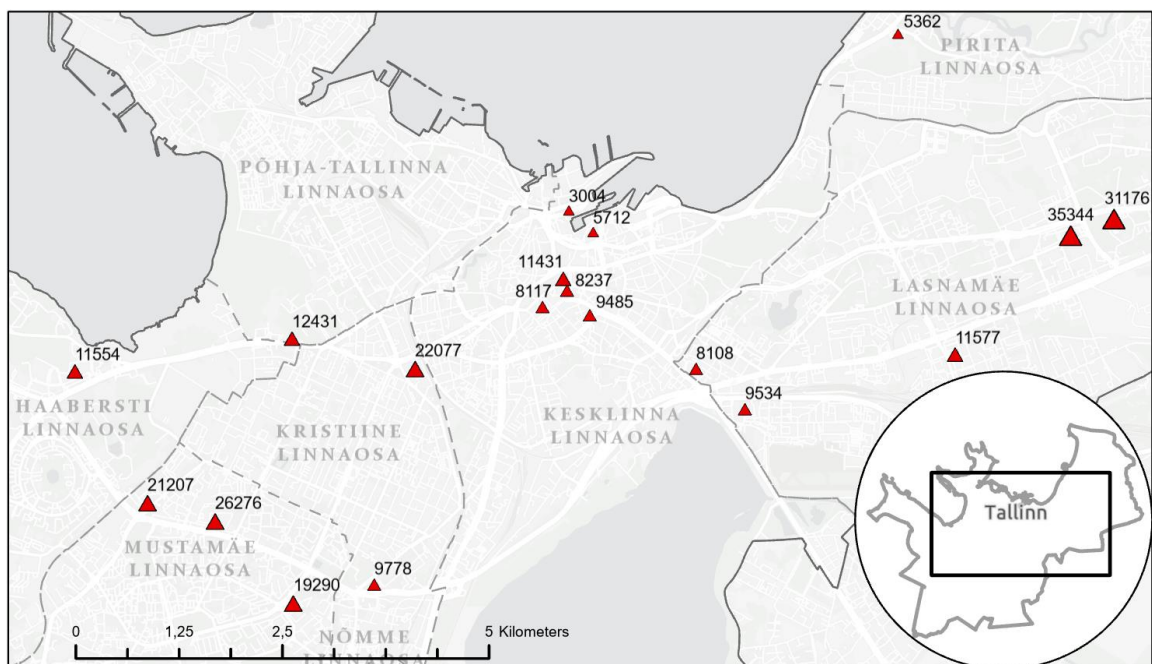 5362
PIRITA
LINNAOSA
PÕHJA-TALLINNA
LINNAOSA
3004
5712
31176
35344
11431
8237
8117
9485
LASNAMÄE
LINNAOSA
12431
11554
22077
8108
11577
9534
HAABERSTI
LINNAOSA
KRISTIINE
LINNAOSA
KESKLINNA
LINNAOSA
21207
26276
MUSTAMÄE
LINNAOSA
19290
9778
NÕMME
LINNAOSA
Tallinn
0 1,25 2,5 5 Kilometers